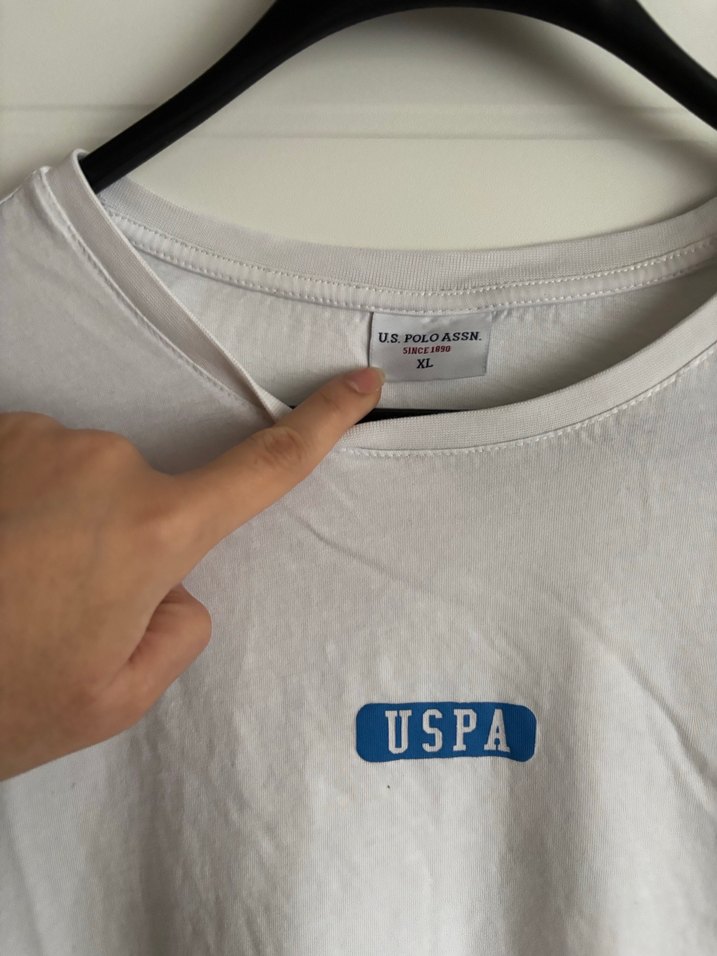 U.S. POLO ASSN.
SINCE 1890
XL
USPA